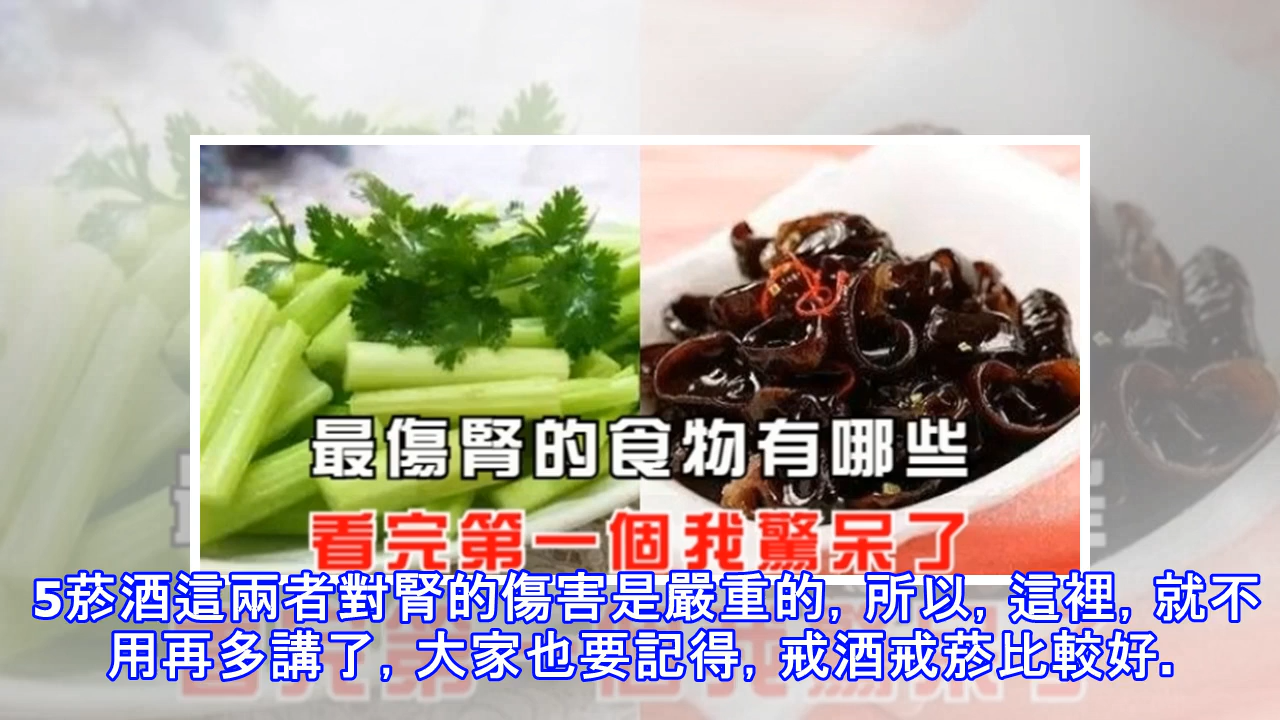 最傷腎的食物有哪些
看完第一個我驚呆了
5菸酒這兩者對腎的傷害是嚴重的, 所以, 這裡, 就不
用再多講了, 大家也要記得, 戒酒戒菸比較好.